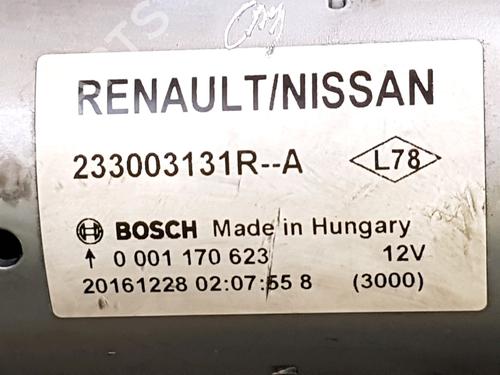 RENAULT/NISSAN
233003131R--A L78
BOSCH Made in Hungary
0 001 170 623 12V
20161228 02:07:55 8 (3000)